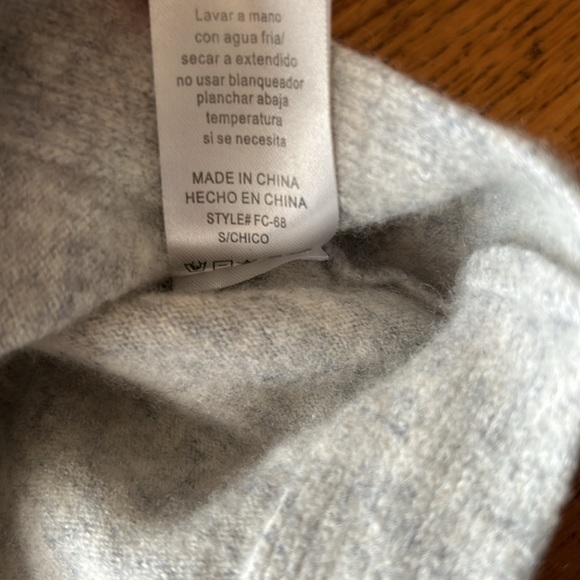 Lavar a mano
con agua fria/
secar a extendido
no usar blanqueador
planchar abaja
temperatura
si se necesita
MADE IN CHINA
HECHO EN CHINA
STYLE# FC-68
S/CHICO